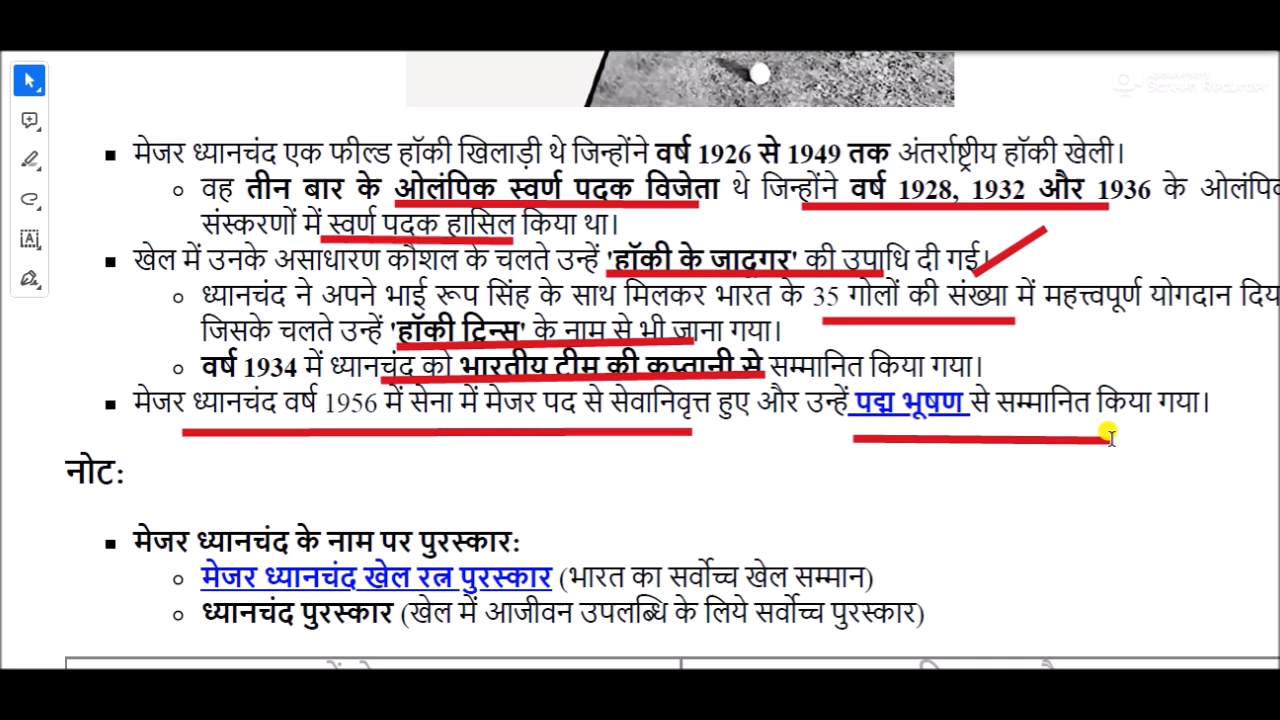 मेजर ध्यानचंद एक फील्ड हॉकी खिलाड़ी थे जिन्होंने वर्ष 1926 से 1949 तक अंतर्राष्ट्रीय हॉकी खेली।
वह तीन बार के ओलंपिक स्वर्ण पदक विजेता थे जिन्होंने वर्ष 1928, 1932 और 1936 के ओलंपिक
संस्करणों में स्वर्ण पदक हासिल किया था।
खेल में उनके असाधारण कौशल के चलते उन्हें 'हॉकी के जादूगर' की उपाधि दी गई।
ध्यानचंद ने अपने भाई रूप सिंह के साथ मिलकर भारत के 35 गोलों की संख्या में महत्त्वपूर्ण योगदान दिय
जिसके चलते उन्हें 'हॉकी ट्विन्स' के नाम से भी जाना गया।
वर्ष 1934 में ध्यानचंद को भारतीय टीम की कप्तानी से सम्मानित किया गया।
मेजर ध्यानचंद वर्ष 1956 में सेना में मेजर पद से सेवानिवृत्त हुए और उन्हें पद्म भूषण से सम्मानित किया गया।
नोट:
मेजर ध्यानचंद के नाम पर पुरस्कार:
मेजर ध्यानचंद खेल रत्न पुरस्कार (भारत का सर्वोच्च खेल सम्मान)
ध्यानचंद पुरस्कार (खेल में आजीवन उपलब्धि के लिये सर्वोच्च पुरस्कार)